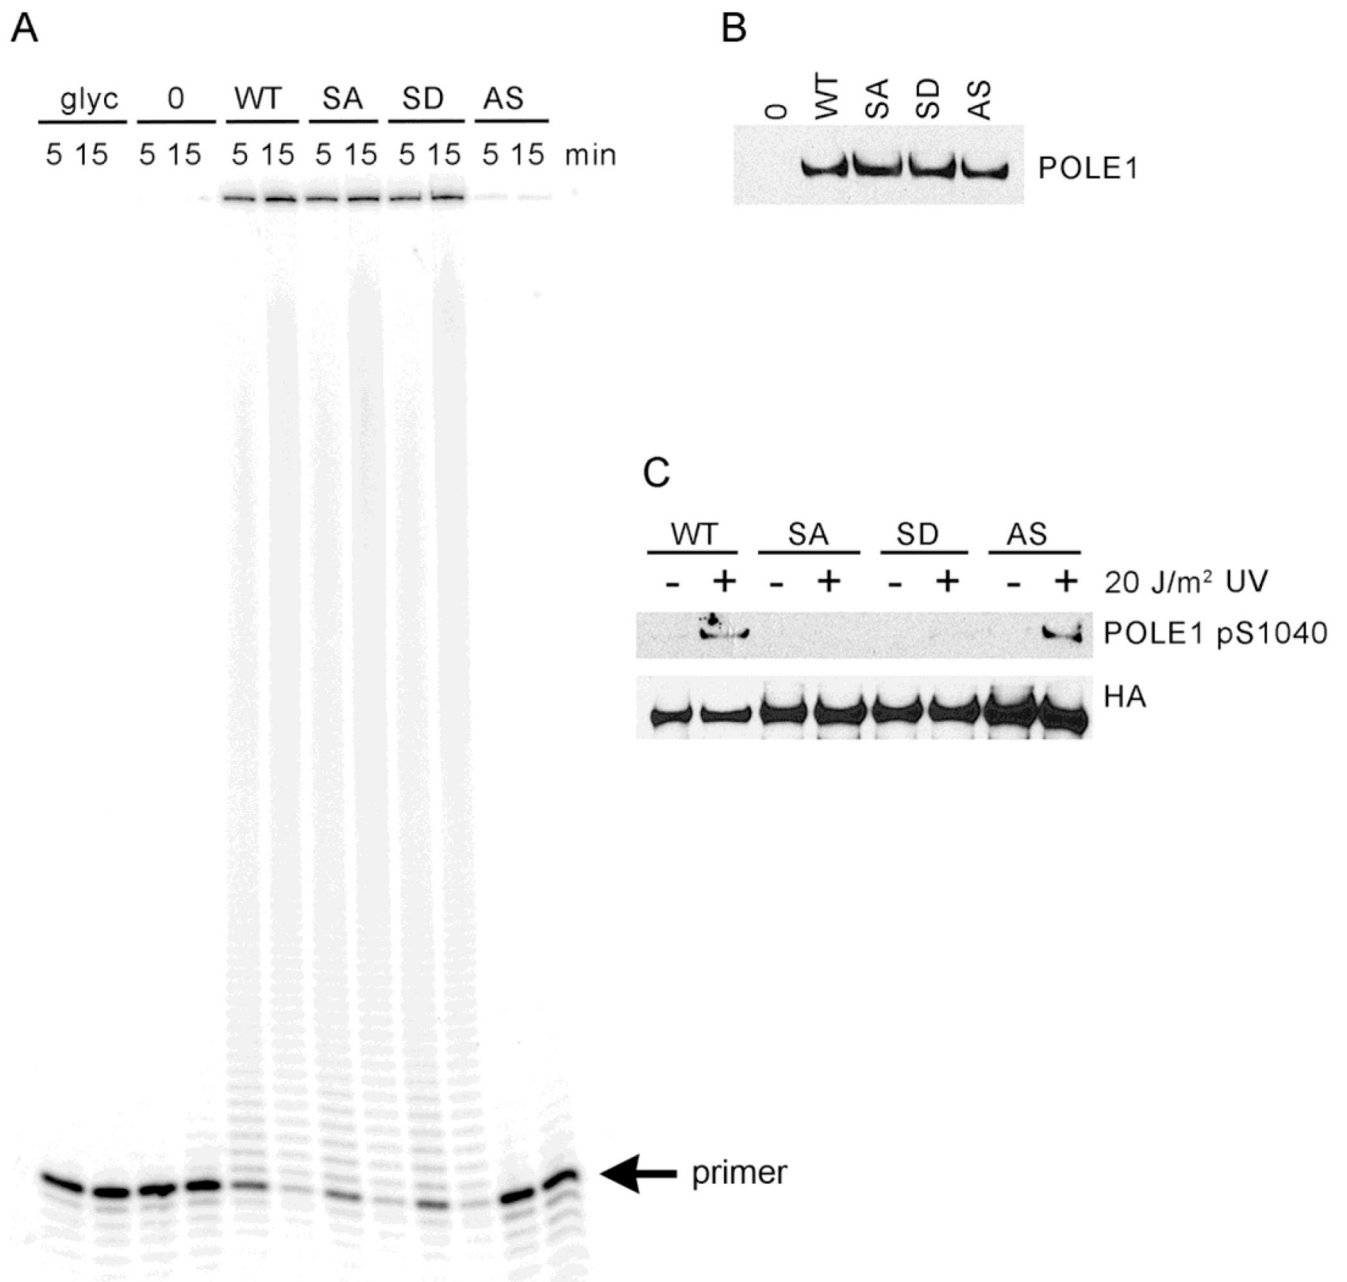 A
glyc 0 WT SA SD AS
5 15 5 15 5 15 5 15 5 15 5 15 min
primer
B
0 WT SA SD AS
POLE1
C
WT SA SD AS
- + - + - + - + 20 J/m² UV
POLE1 pS1040
HA